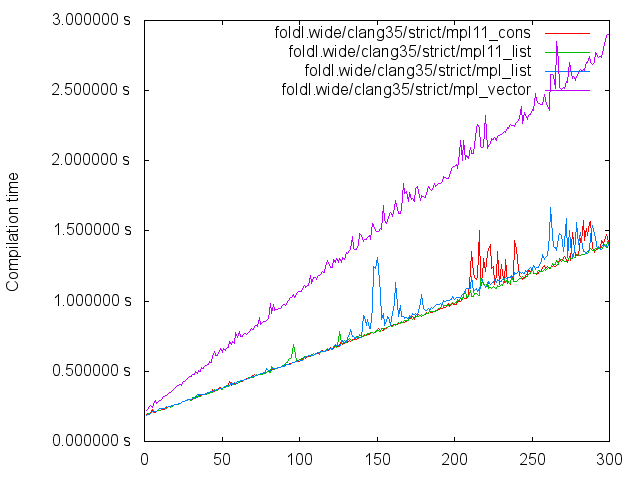 3.000000 s
2.500000 s
2.000000 s
1.500000 s
1.000000 s
0.500000 s
0.000000 s
Compilation time
foldl.wide/clang35/strict/mpl11_cons
foldl.wide/clang35/strict/mpl11_list
foldl.wide/clang35/strict/mpl_list
foldl.wide/clang35/strict/mpl_vector
0 50 100 150 200 250 300